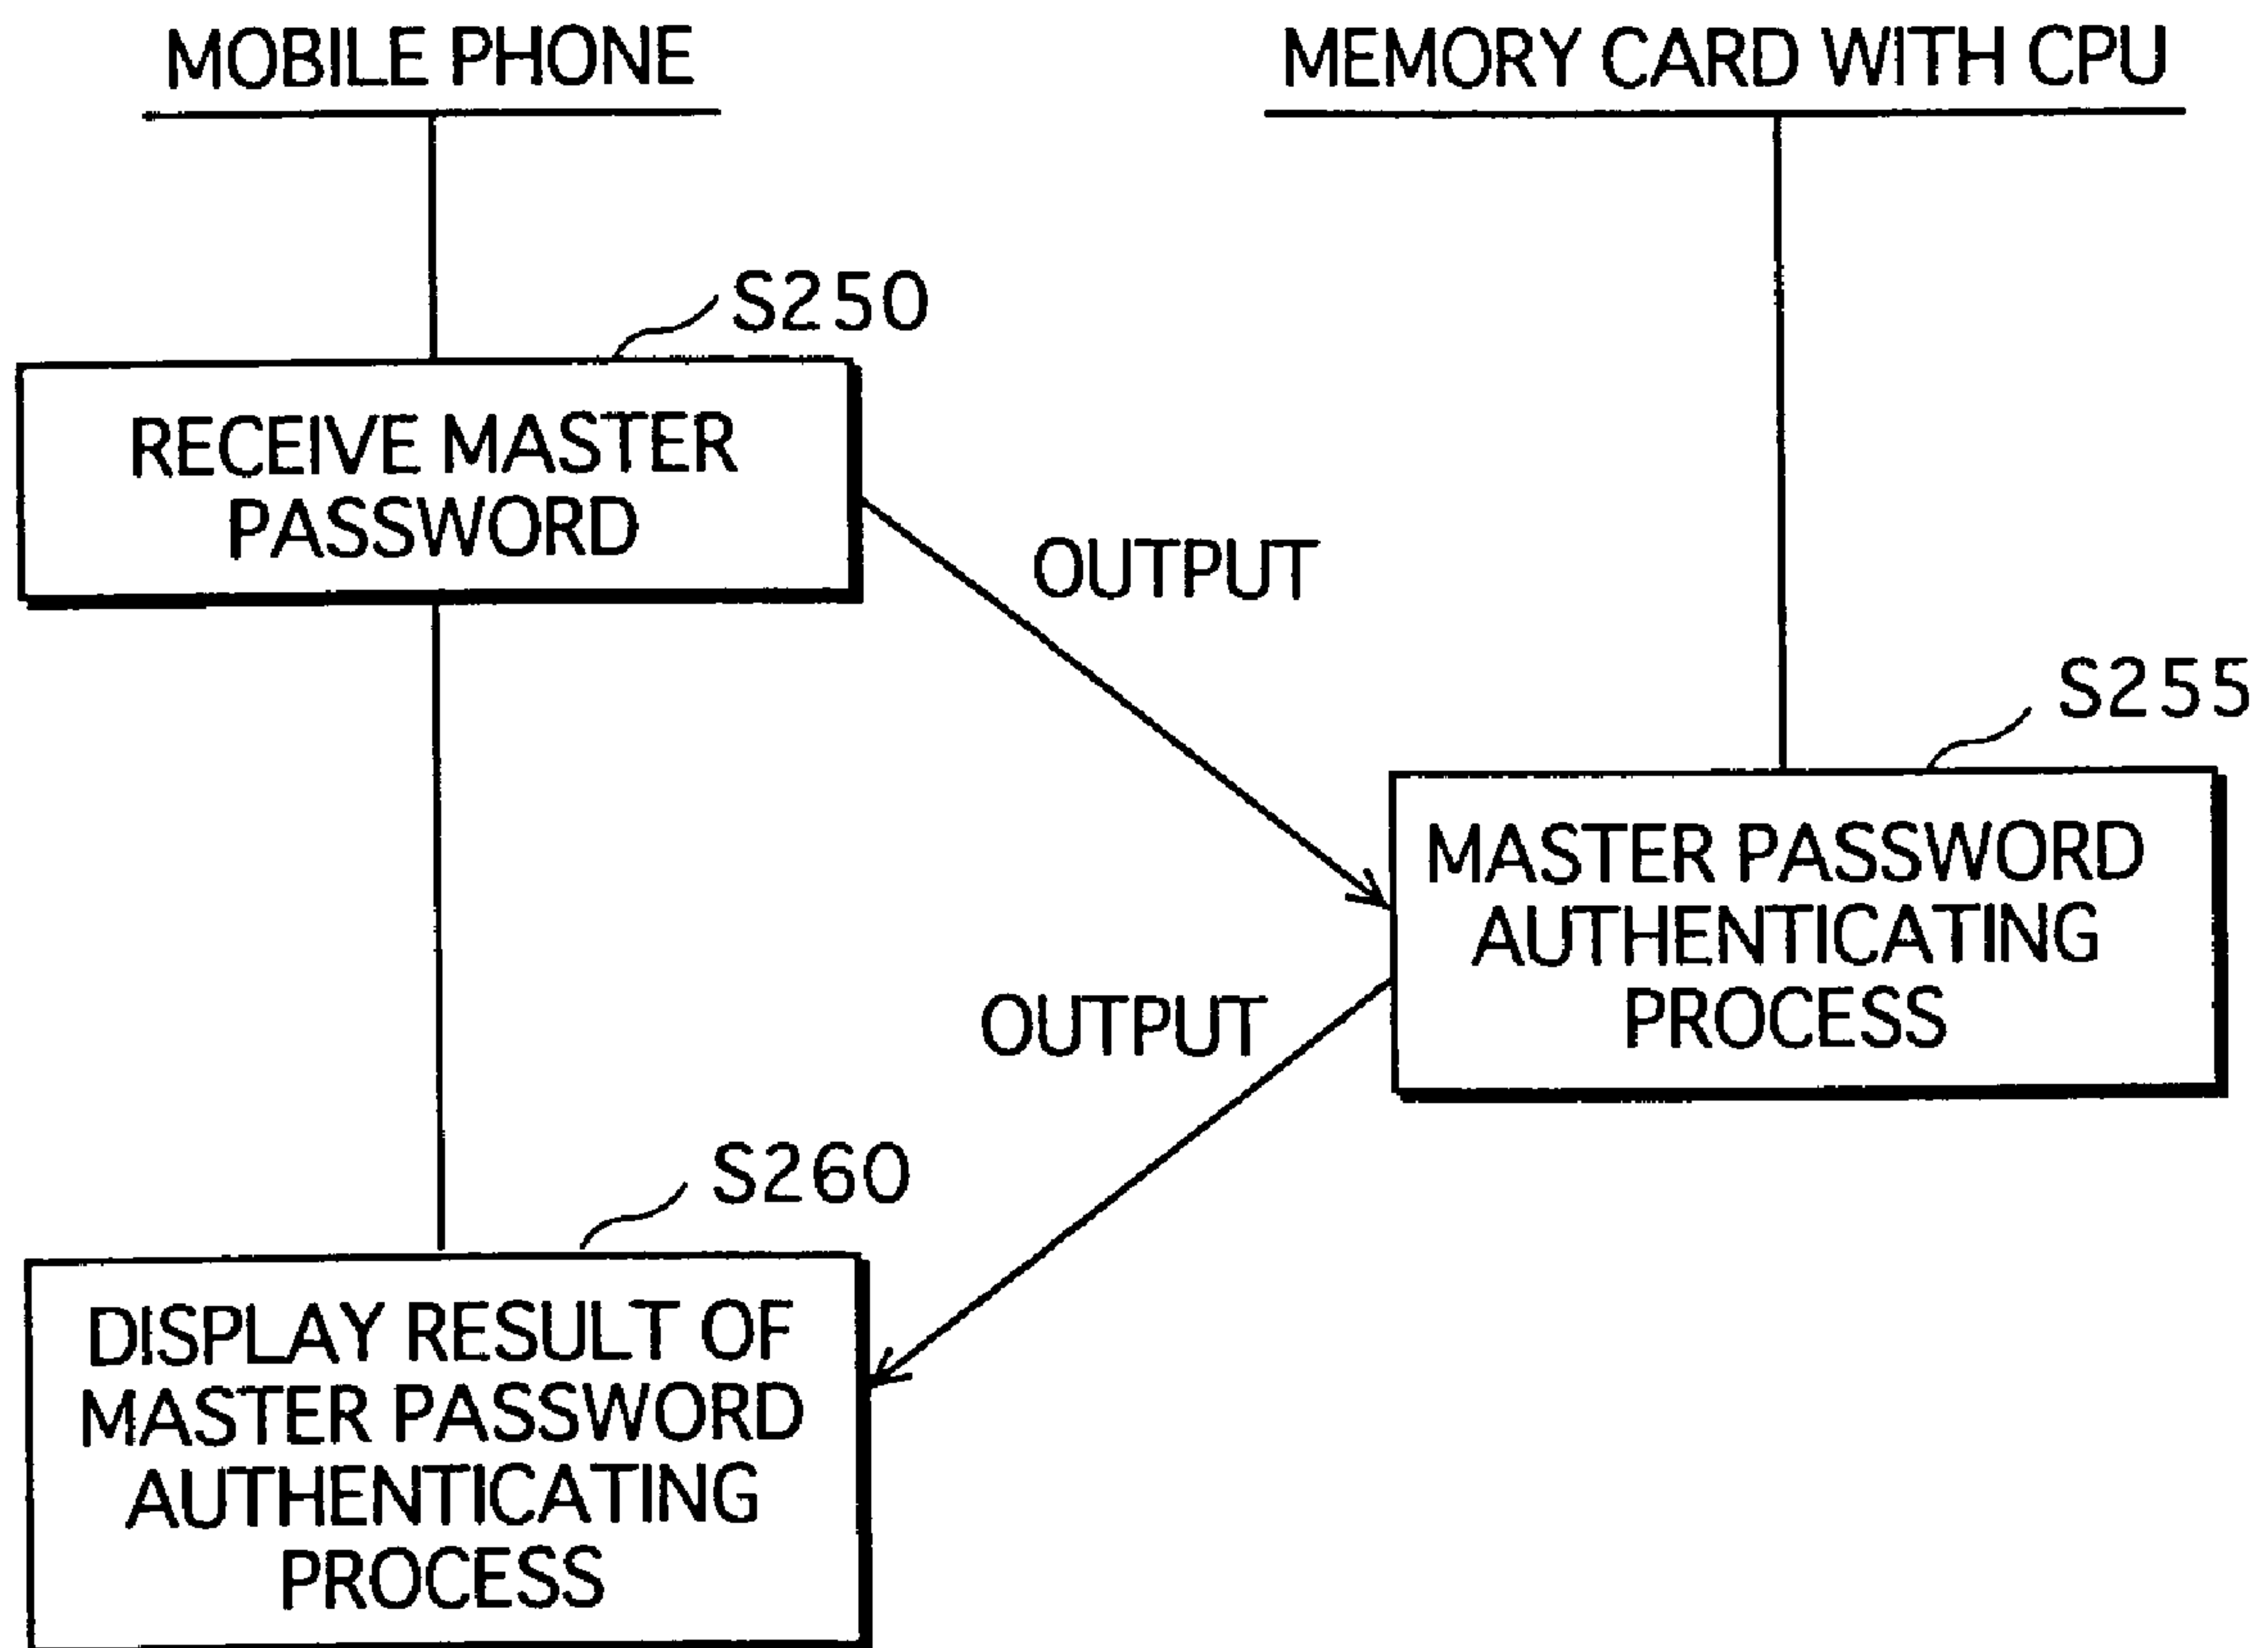 MOBILE PHONE
MEMORY CARD WITH CPU
S250
RECEIVE MASTER
PASSWORD
OUTPUT
S255
MASTER PASSWORD
AUTHENTICATING
PROCESS
OUTPUT
S260
DISPLAY RESULT OF
MASTER PASSWORD
AUTHENTICATING
PROCESS